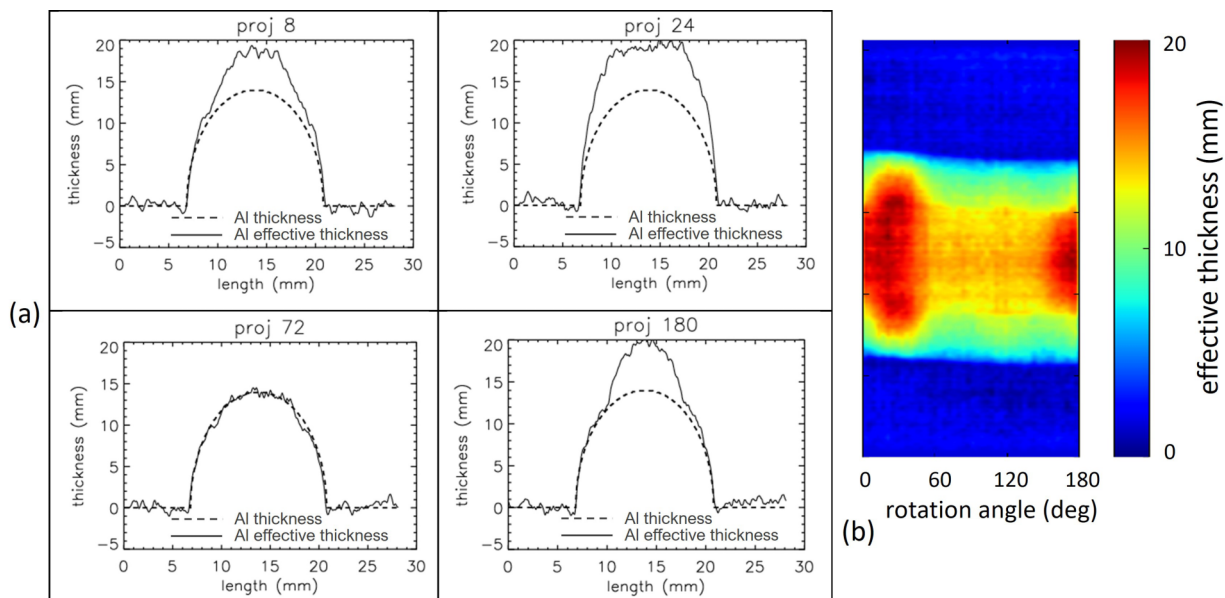 proj 8
20
15
10
5
0
−5
thickness (mm)
Al thickness
Al effective thickness
0 5 10 15 20 25 30
length (mm)
proj 24
20
15
10
5
0
−5
thickness (mm)
Al thickness
Al effective thickness
0 5 10 15 20 25 30
length (mm)
(a)
proj 72
20
15
10
5
0
−5
thickness (mm)
Al thickness
Al effective thickness
0 5 10 15 20 25 30
length (mm)
proj 180
20
15
10
5
0
−5
thickness (mm)
Al thickness
Al effective thickness
0 5 10 15 20 25 30
length (mm)
20
10
0
effective thickness (mm)
0 60 120 180
rotation angle (deg)
(b)